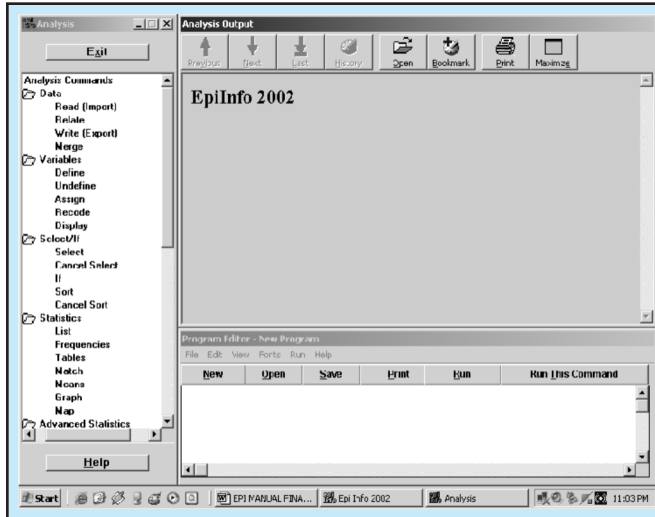 Analysis
Exit
Analysis Commands
Data
Read (Import)
Relate
Write (Export)
Merge
Variables
Define
Undefine
Assign
Recode
Display
Select/If
Select
Cancel Select
If
Sort
Cancel Sort
Statistics
List
Frequencies
Tables
Match
Means
Graph
Map
Advanced Statistics
Help
Analysis Output
Previous Next Last History Open Bookmark Print Maximize
EpiInfo 2002
Program Editor - New Program
File Edit View Fonts Run Help
New Open Save Print Run Run This Command
Start EPI MANUAL FINA... Epi Info 2002 Analysis 11:03 PM